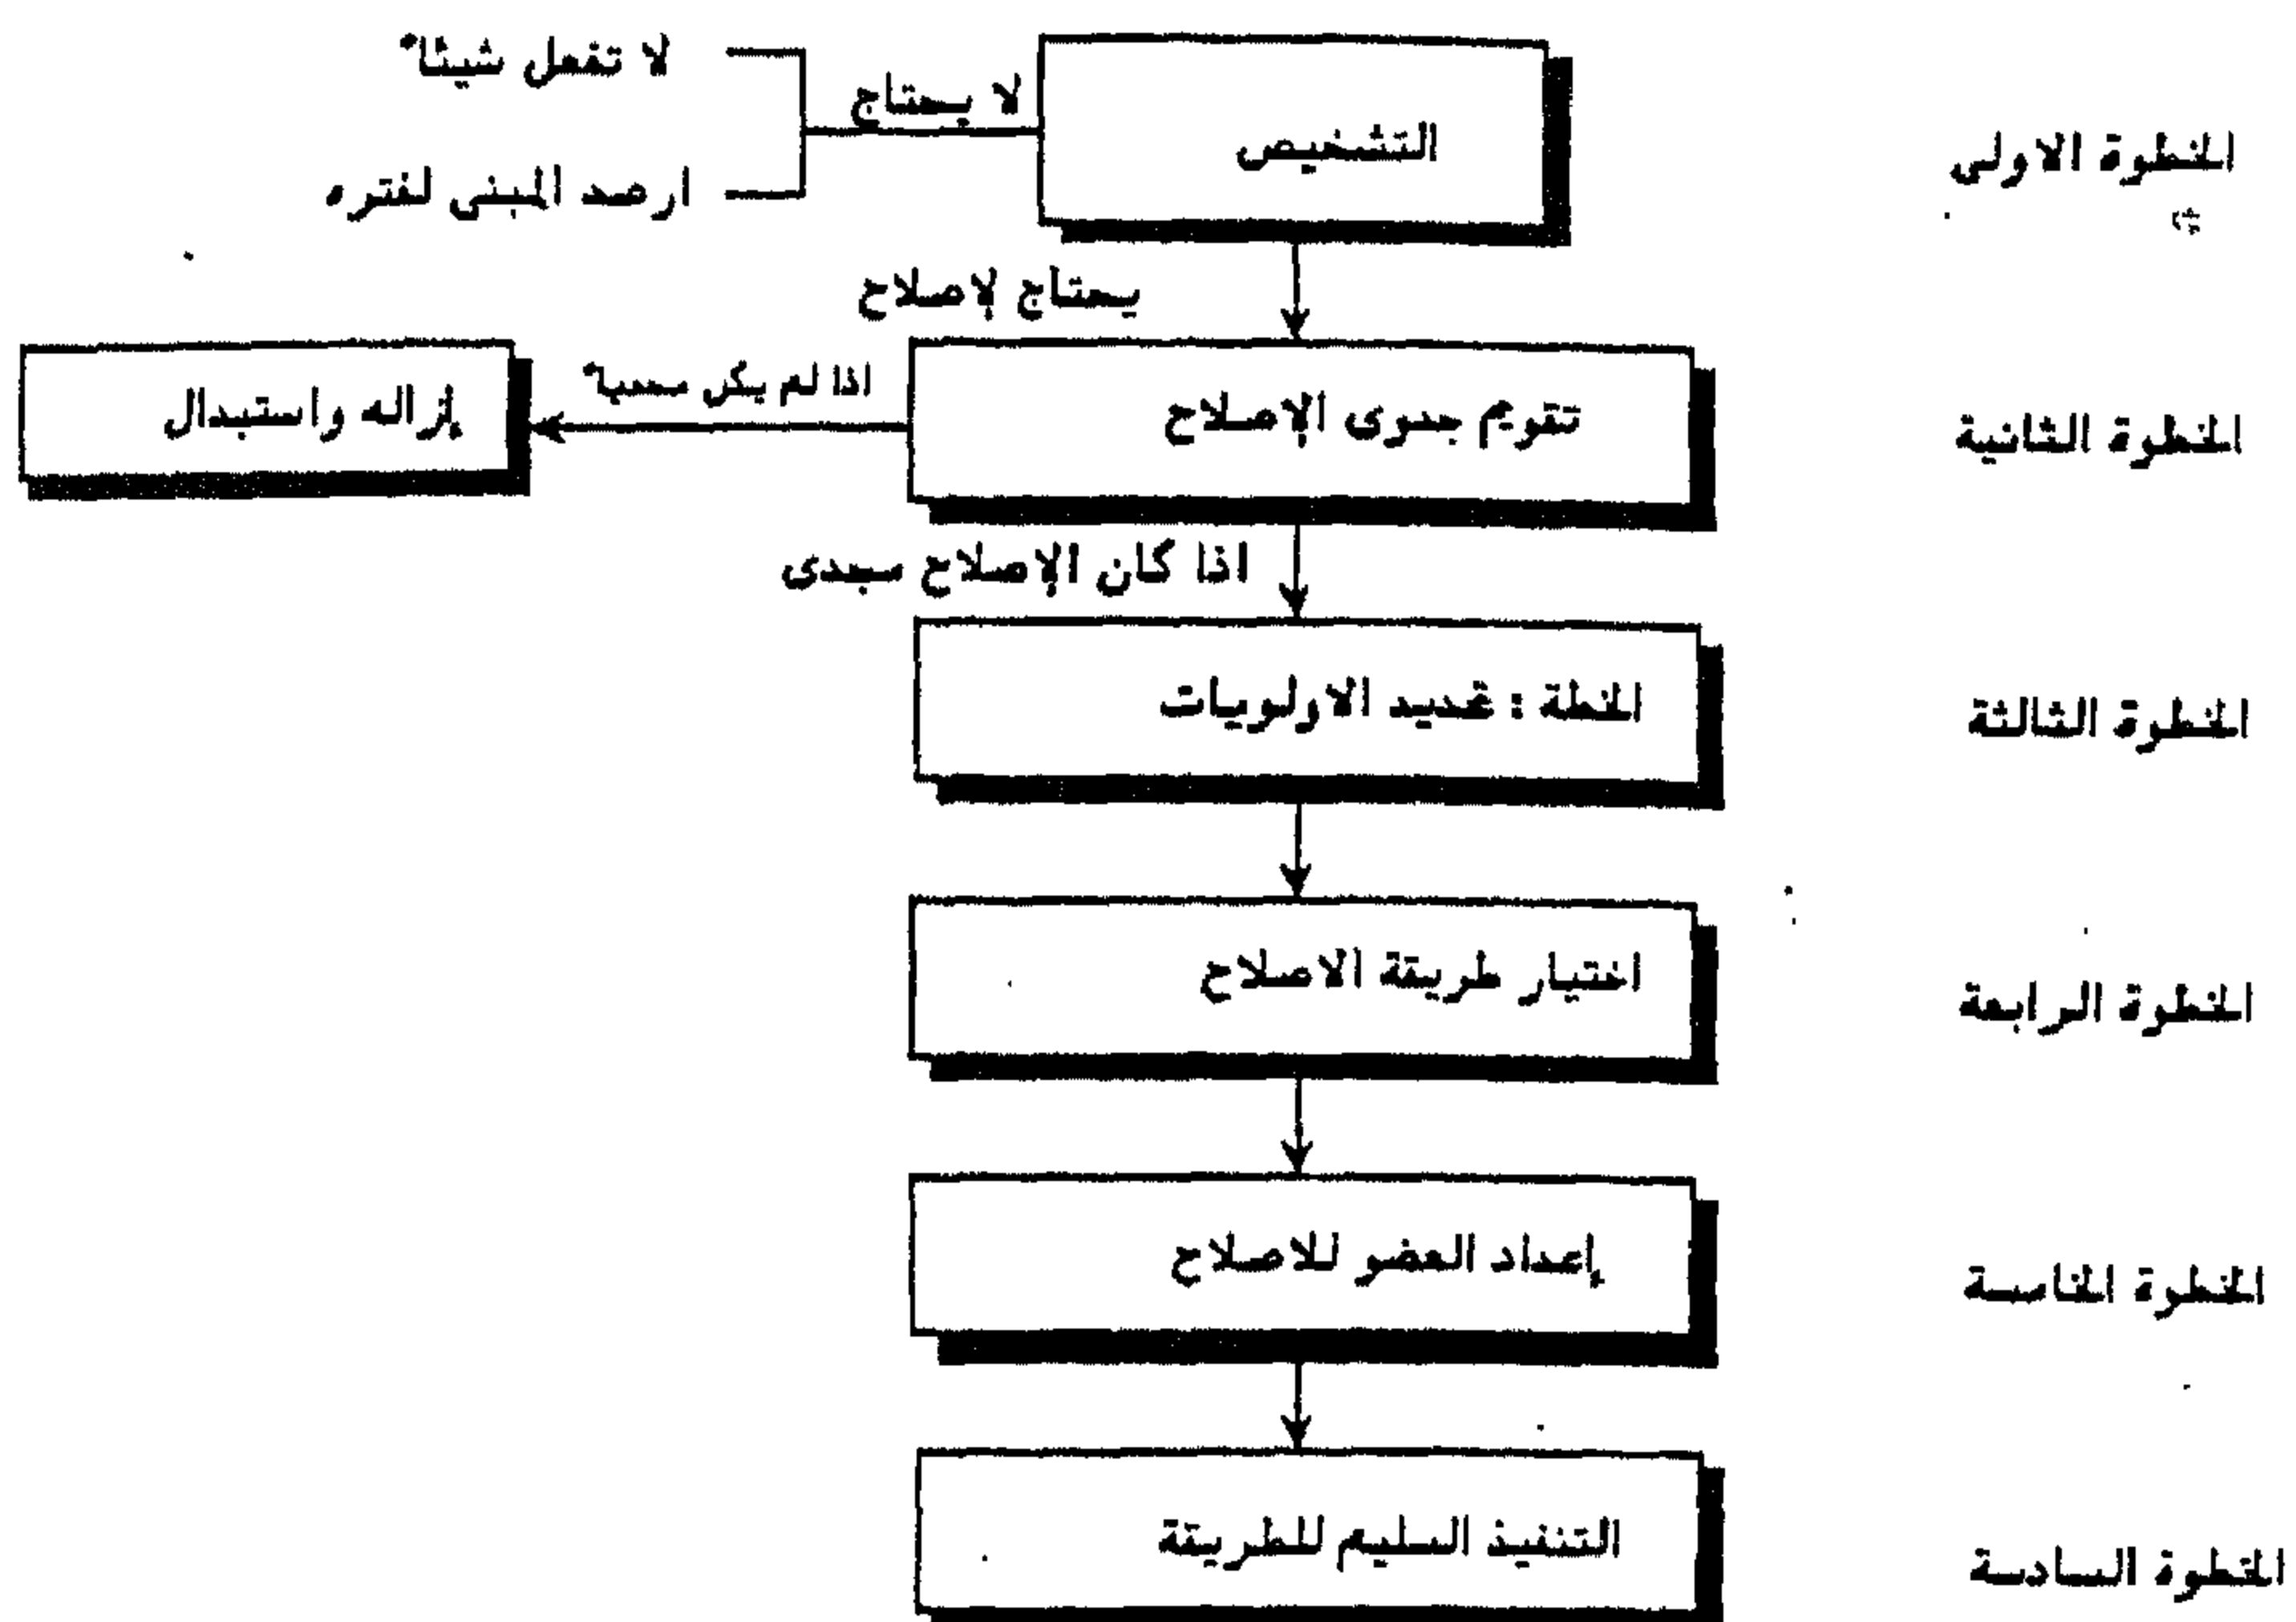 الخطوة الاولى
التشخيص
لا يحتاج
لا تفعل شيئاً
ارصد المبنى لفتره
يحتاج لإصلاح
الخطوة الثانية
تقويم جدوى الإصلاح
اذا لم يكن مجدياً
إزاله واستبدال
اذا كان الإصلاح مجدى
الخطوة الثالثة
الخطة : تحديد الاولويات
الخطوة الرابعة
اختيار طريقة الاصلاح
الخطوة الخامسة
إعداد العضو للاصلاح
الخطوة السادسة
التنفيذ السليم للطريقة